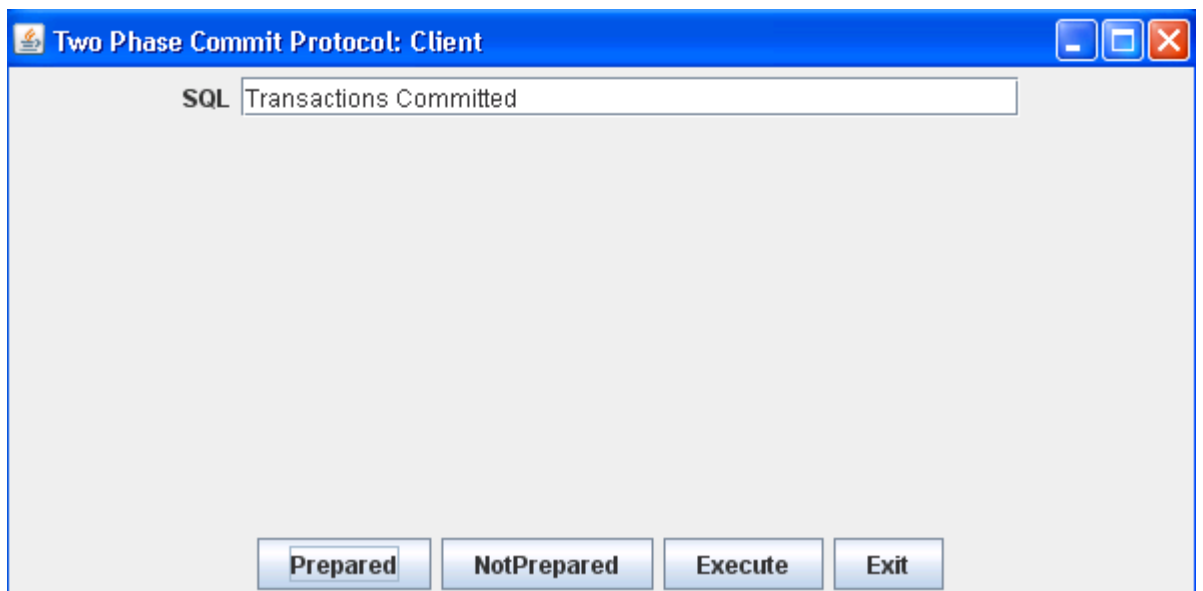 Two Phase Commit Protocol: Client
SQL Transactions Committed
Prepared NotPrepared Execute Exit